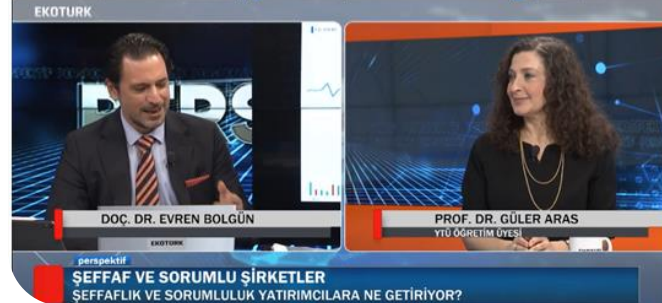 EKOTURK
PERS
DOÇ. DR. EVREN BOLGÜN
EKOTURK
PROF. DR. GÜLER ARAS
YTÜ ÖĞRETİM ÜYESİ
perspektif
ŞEFFAF VE SORUMLU ŞİRKETLER
ŞEFFAFLIK VE SORUMLULUK YATIRIMCILARA NE GETİRİYOR?